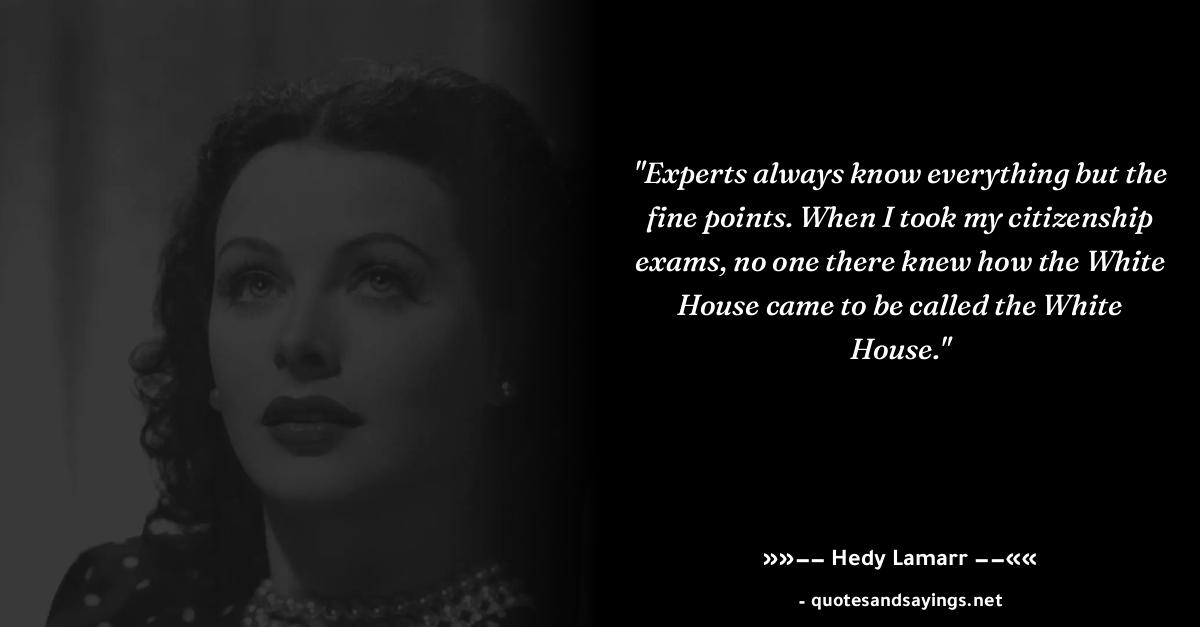 "Experts always know everything but the
fine points. When I took my citizenship
exams, no one there knew how the White
House came to be called the White
House."
»»−− Hedy Lamarr −−««
- quotesandsayings.net